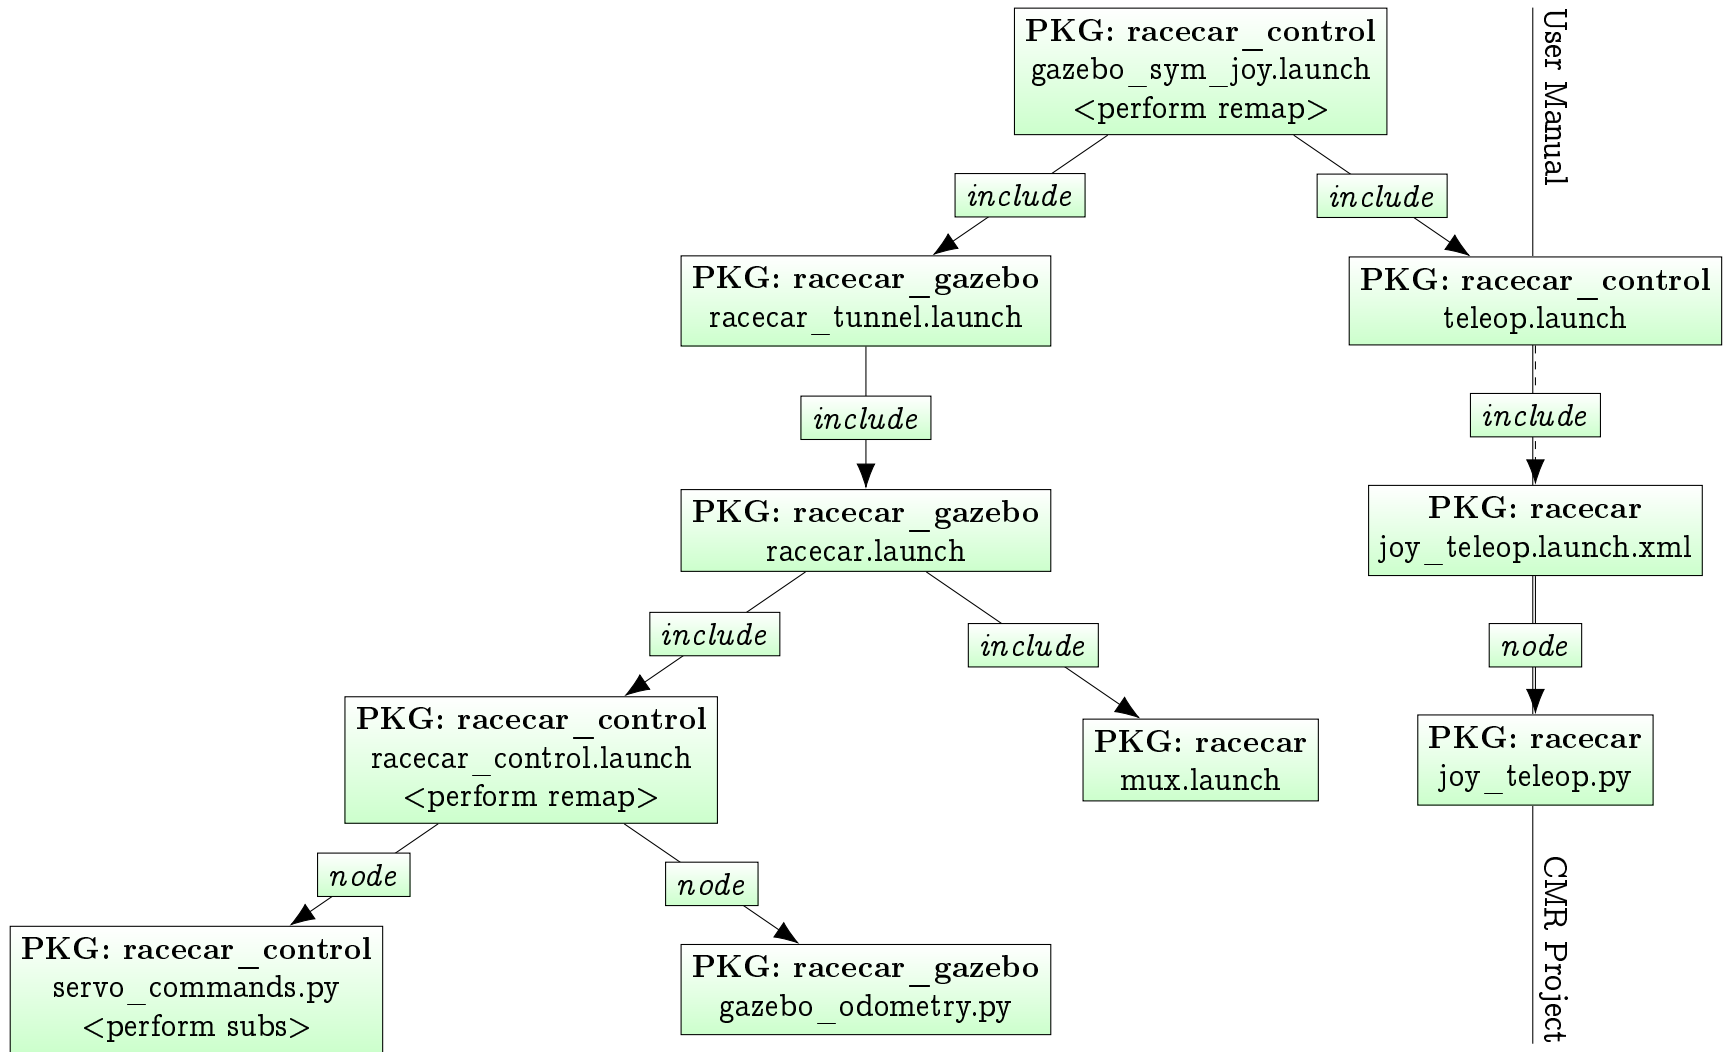 PKG: racecar_control
gazebo_sym_joy.launch
<perform remap>
User Manual
include
include
PKG: racecar_gazebo
racecar_tunnel.launch
PKG: racecar_control
teleop.launch
include
include
PKG: racecar_gazebo
racecar.launch
PKG: racecar
joy_teleop.launch.xml
include
include
node
PKG: racecar_control
racecar_control.launch
<perform remap>
PKG: racecar
mux.launch
PKG: racecar
joy_teleop.py
node
node
CMR Project
PKG: racecar_control
servo_commands.py
<perform subs>
PKG: racecar_gazebo
gazebo_odometry.py